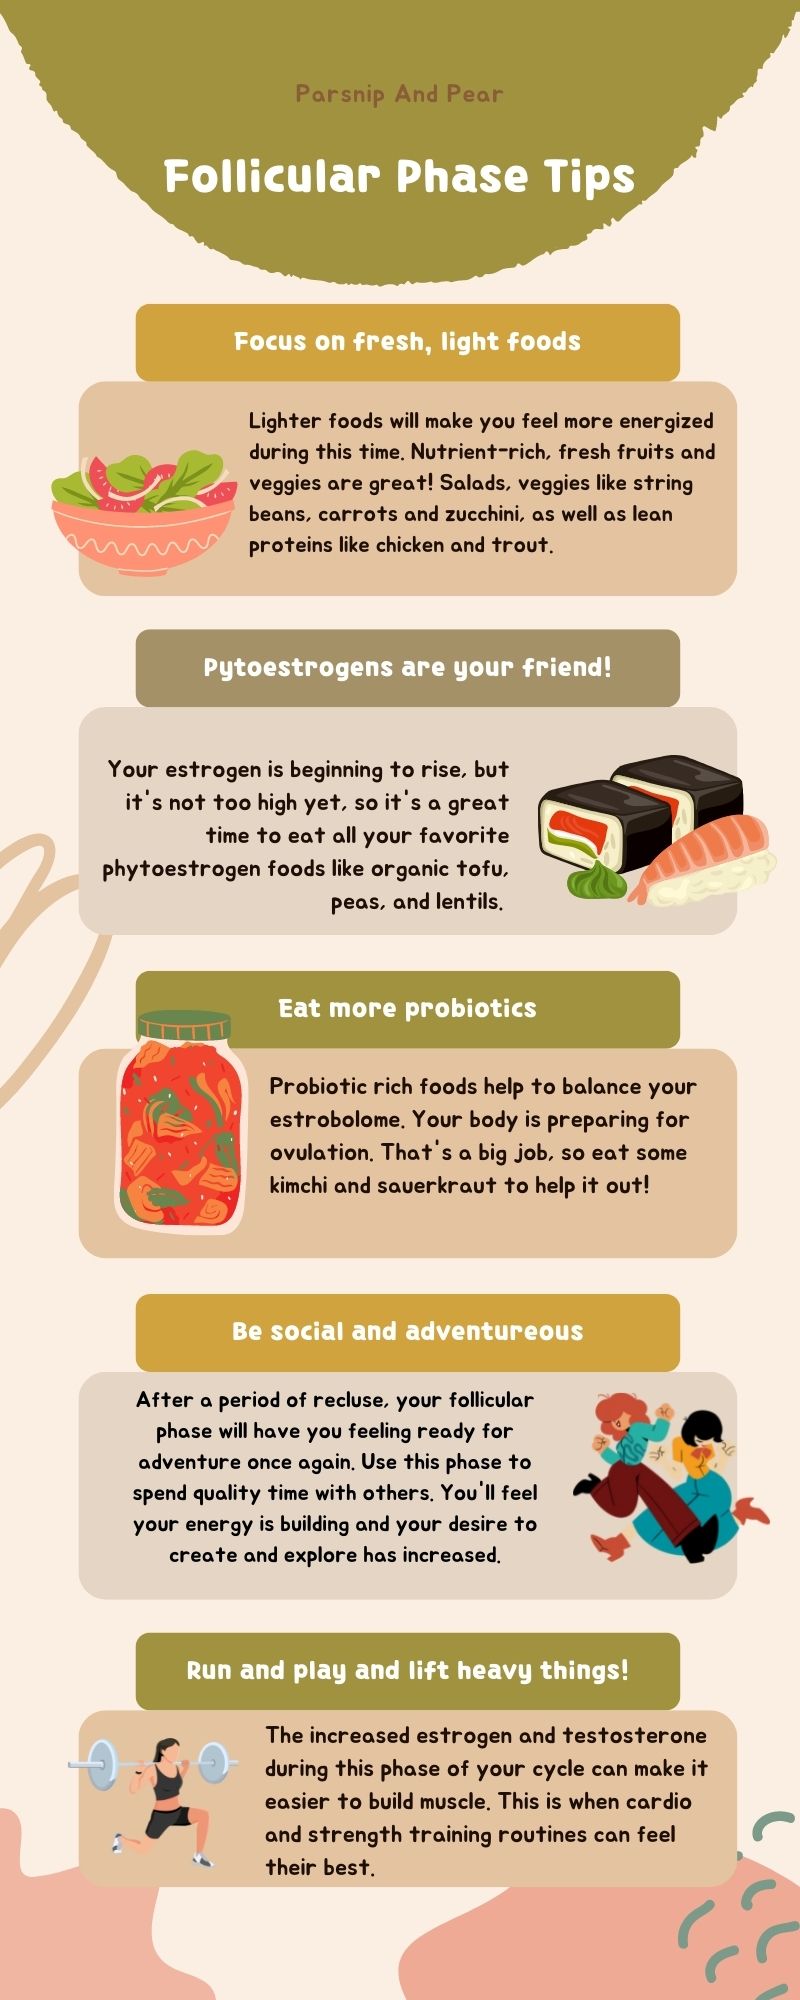 Parsnip And Pear
Follicular Phase Tips
Focus on fresh, light foods
Lighter foods will make you feel more energized
during this time. Nutrient-rich, fresh fruits and
veggies are great! Salads, veggies like string
beans, carrots and zucchini, as well as lean
proteins like chicken and trout.
Pytoestrogens are your friend!
Your estrogen is beginning to rise, but
it's not too high yet, so it's a great
time to eat all your favorite
phytoestrogen foods like organic tofu,
peas, and lentils.
Eat more probiotics
Probiotic rich foods help to balance your
estrobolome. Your body is preparing for
ovulation. That's a big job, so eat some
kimchi and sauerkraut to help it out!
Be social and adventureous
After a period of recluse, your follicular
phase will have you feeling ready for
adventure once again. Use this phase to
spend quality time with others. You'll feel
your energy is building and your desire to
create and explore has increased.
Run and play and lift heavy things!
The increased estrogen and testosterone
during this phase of your cycle can make it
easier to build muscle. This is when cardio
and strength training routines can feel
their best.